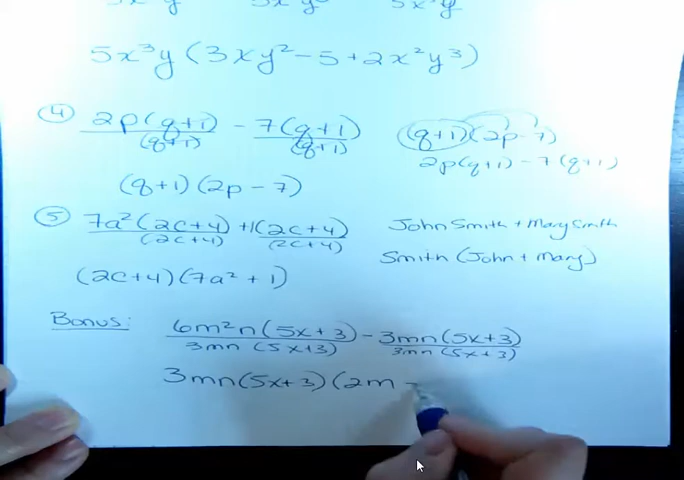 5x³y(3xy²-5+2x²y³)
④ 2p(q+1) - 7(q+1)
(q+1) (q+1)
(q+1)(2p-7)
(q+1)(2p-7)
2p(q+1)-7(q+1)
⑤ 7a²(2c+4) +1(2c+4)
(2c+4) (2c+4)
(2c+4)(7a²+1)
John Smith + Mary Smith
Smith (John + Mary)
Bonus: 6m²n(5x+3) - 3mn(5x+3)
3mn (5x+3) 3mn (5x+3)
3mn(5x+3)(2m -